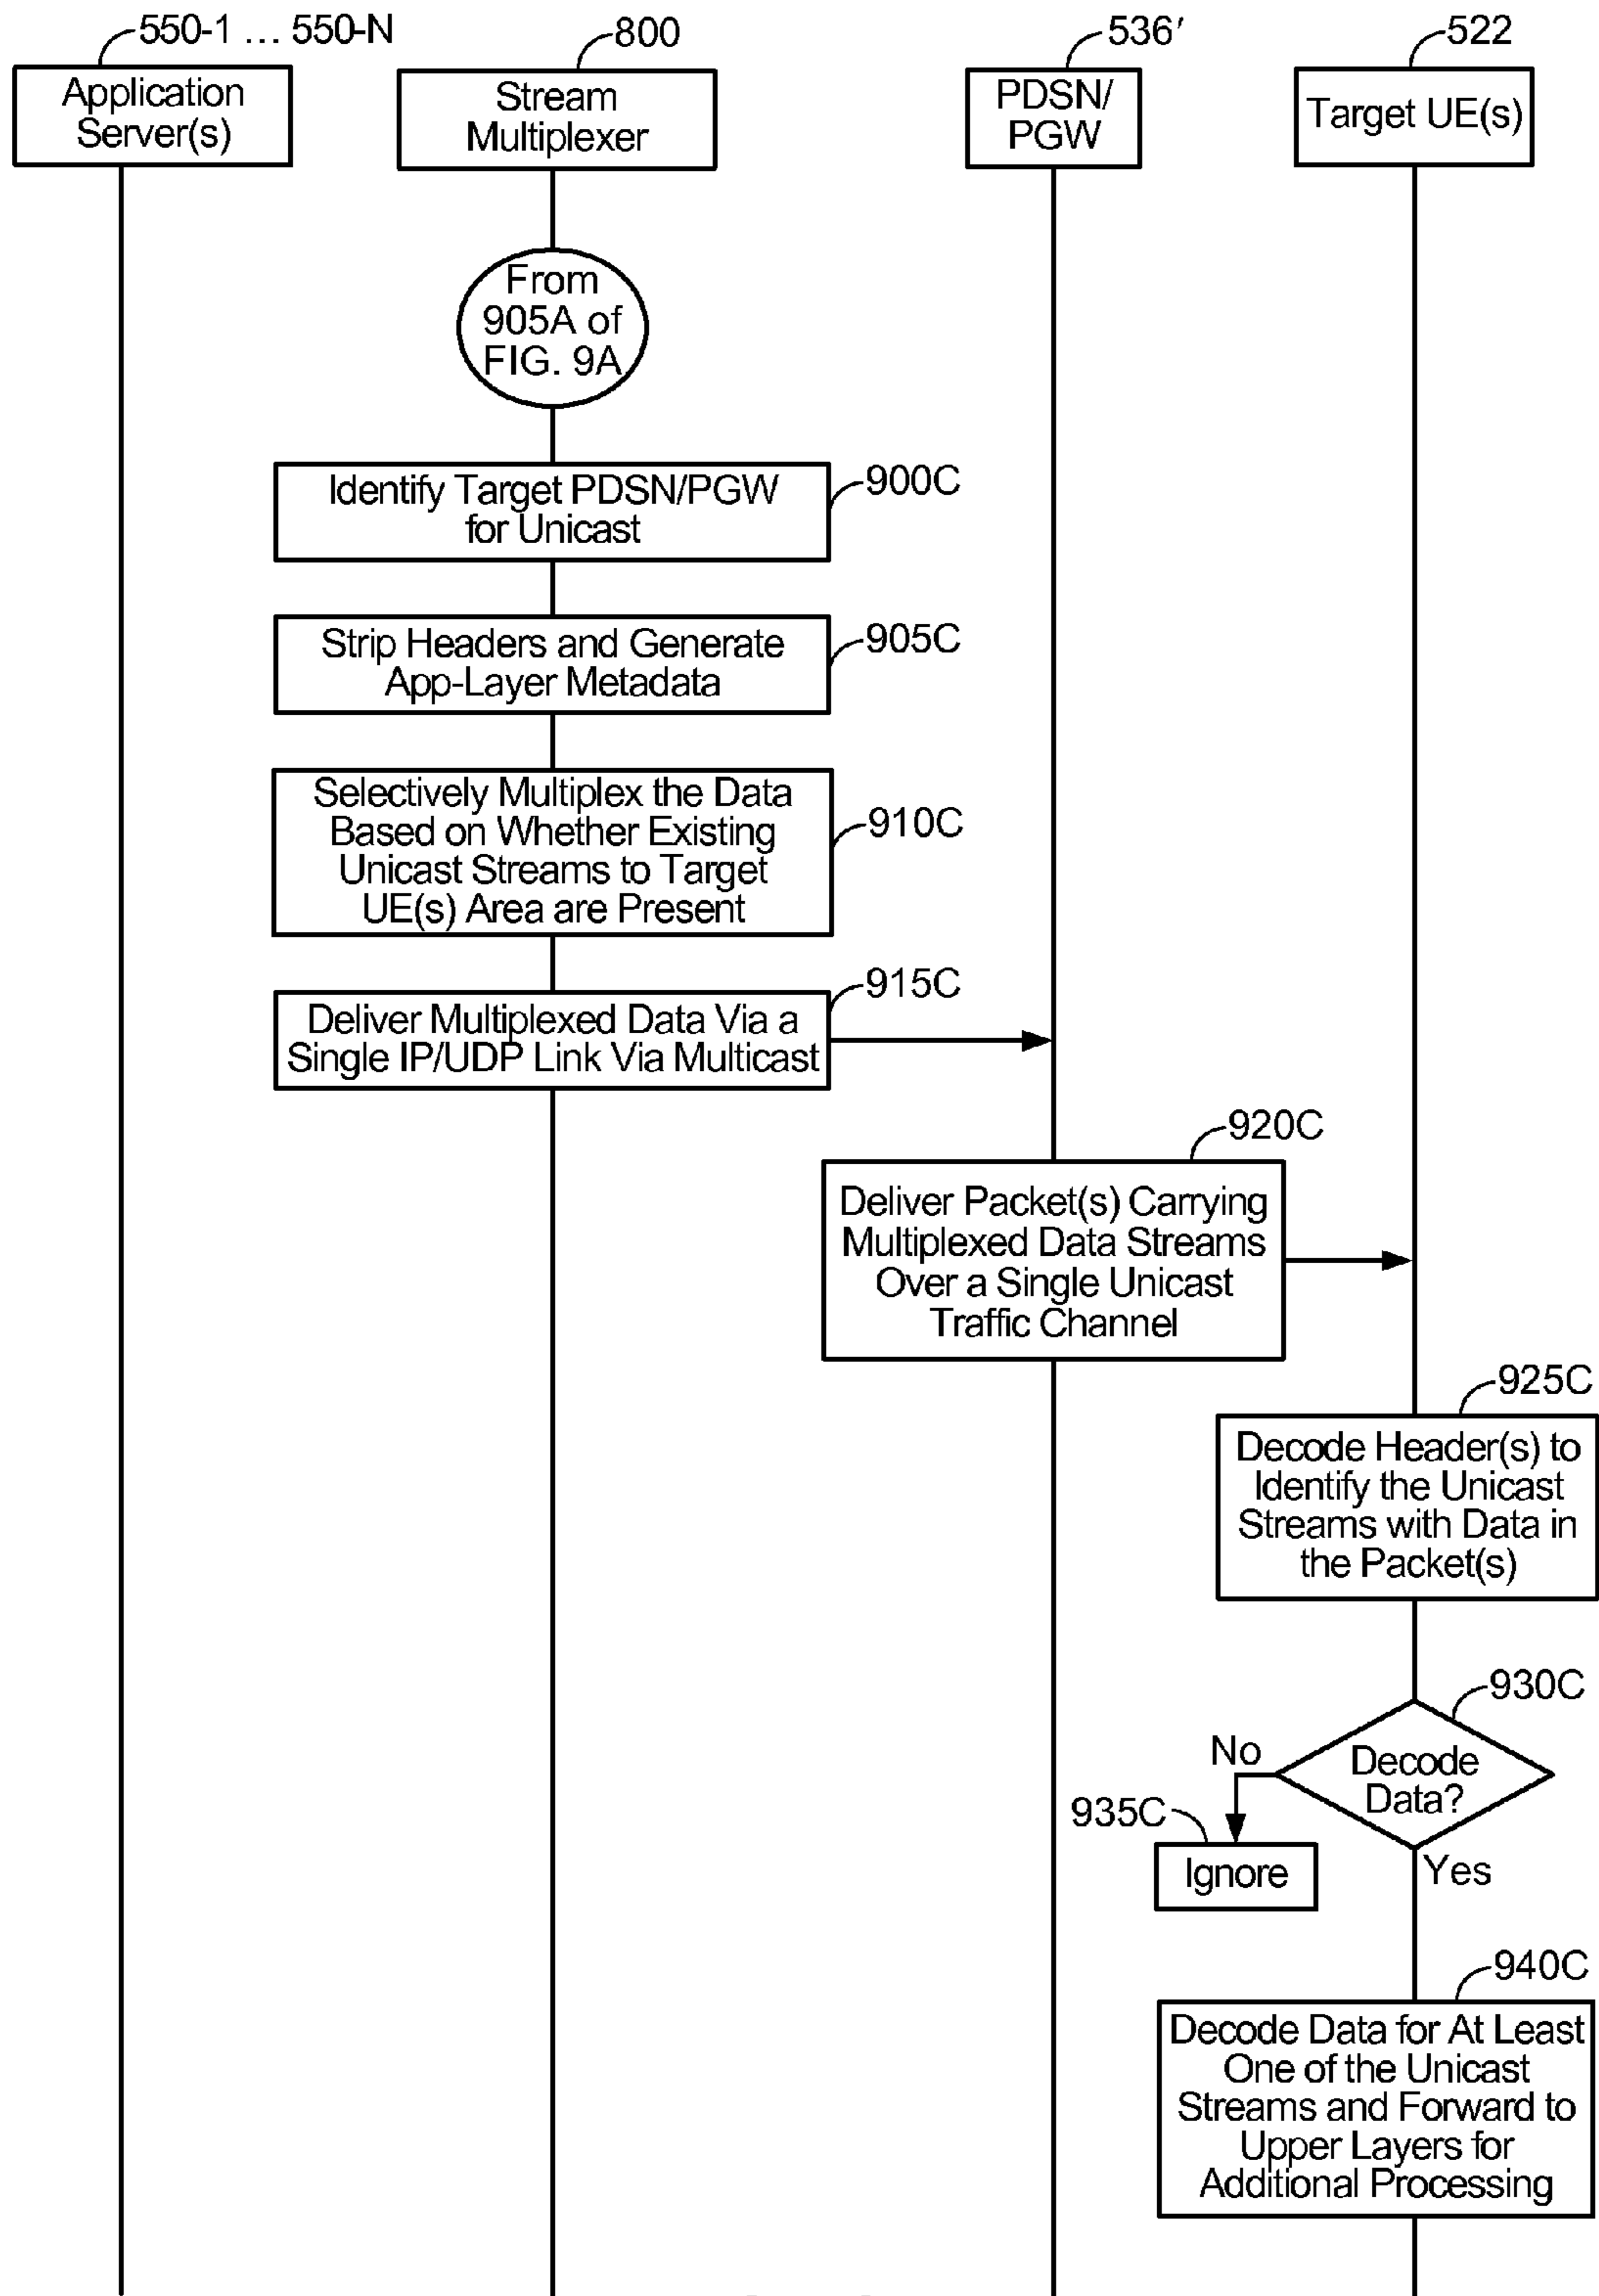 550-1 ... 550-N
800
536′
522
Application
Server(s)
Stream
Multiplexer
PDSN/
PGW
Target UE(s)
From
905A of
FIG. 9A
Identify Target PDSN/PGW
for Unicast
900C
Strip Headers and Generate
App-Layer Metadata
905C
Selectively Multiplex the Data
Based on Whether Existing
Unicast Streams to Target
UE(s) Area are Present
910C
Deliver Multiplexed Data Via a
Single IP/UDP Link Via Multicast
915C
920C
Deliver Packet(s) Carrying
Multiplexed Data Streams
Over a Single Unicast
Traffic Channel
925C
Decode Header(s) to
Identify the Unicast
Streams with Data in
the Packet(s)
930C
Decode
Data?
No
Yes
935C
Ignore
940C
Decode Data for At Least
One of the Unicast
Streams and Forward to
Upper Layers for
Additional Processing